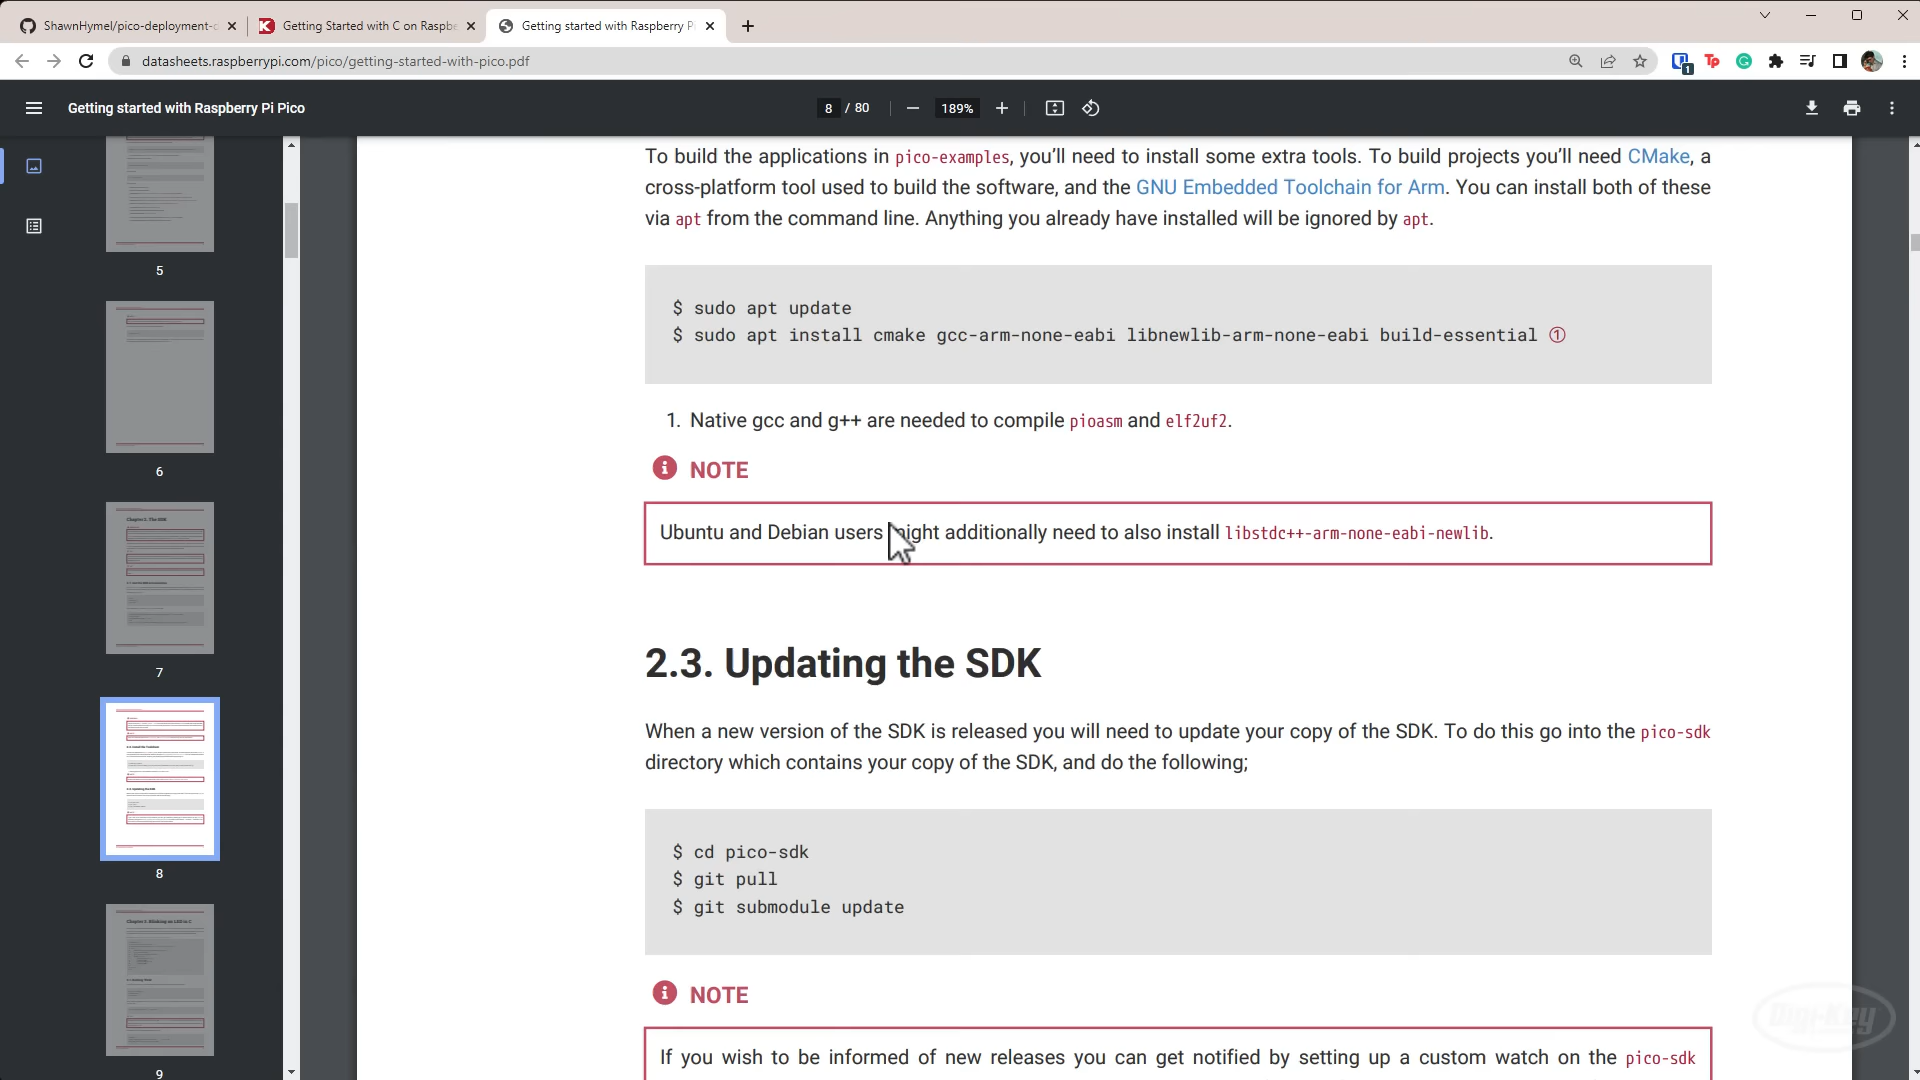 ShawnHymel/pico-deployment-c
Getting Started with C on Raspbe
Getting started with Raspberry P
datasheets.raspberrypi.com/pico/getting-started-with-pico.pdf
1
Tp
Getting started with Raspberry Pi Pico
8 / 80
189%
5
6
7
8
9
To build the applications in pico-examples, you’ll need to install some extra tools. To build projects you’ll need CMake, a
cross-platform tool used to build the software, and the GNU Embedded Toolchain for Arm. You can install both of these
via apt from the command line. Anything you already have installed will be ignored by apt.
$ sudo apt update
$ sudo apt install cmake gcc-arm-none-eabi libnewlib-arm-none-eabi build-essential ①
1. Native gcc and g++ are needed to compile pioasm and elf2uf2.
NOTE
Ubuntu and Debian users might additionally need to also install libstdc++-arm-none-eabi-newlib.
2.3. Updating the SDK
When a new version of the SDK is released you will need to update your copy of the SDK. To do this go into the pico-sdk
directory which contains your copy of the SDK, and do the following;
$ cd pico-sdk
$ git pull
$ git submodule update
NOTE
If you wish to be informed of new releases you can get notified by setting up a custom watch on the pico-sdk
Digi-Key